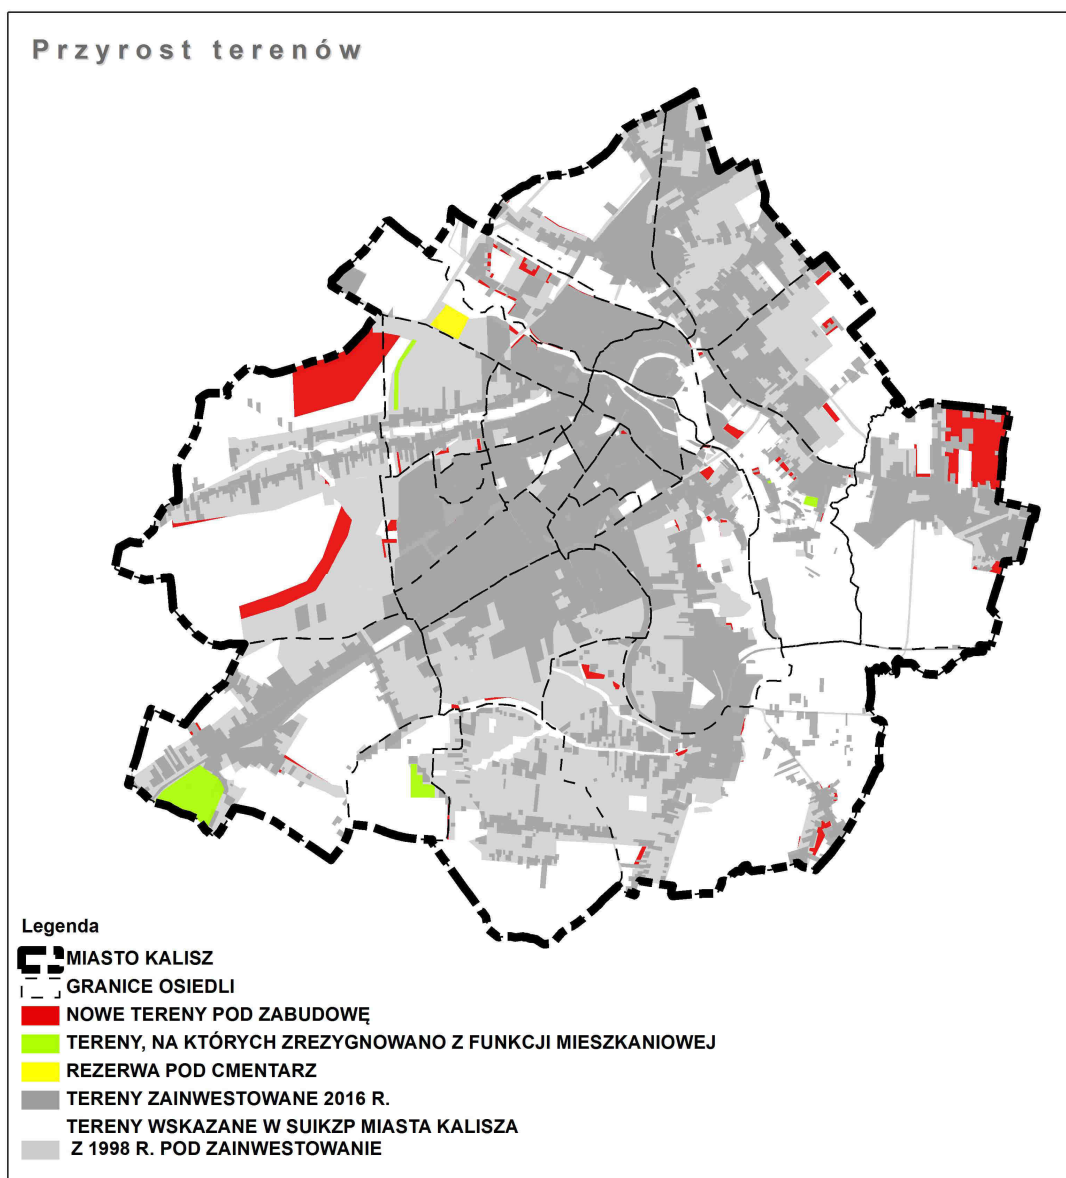 Przyrost terenów
Legenda
MIASTO KALISZ
GRANICE OSIEDLI
NOWE TERENY POD ZABUDOWĘ
TERENY, NA KTÓRYCH ZREZYGNOWANO Z FUNKCJI MIESZKANIOWEJ
REZERWA POD CMENTARZ
TERENY ZAINWESTOWANE 2016 R.
TERENY WSKAZANE W SUIKZP MIASTA KALISZA
Z 1998 R. POD ZAINWESTOWANIE